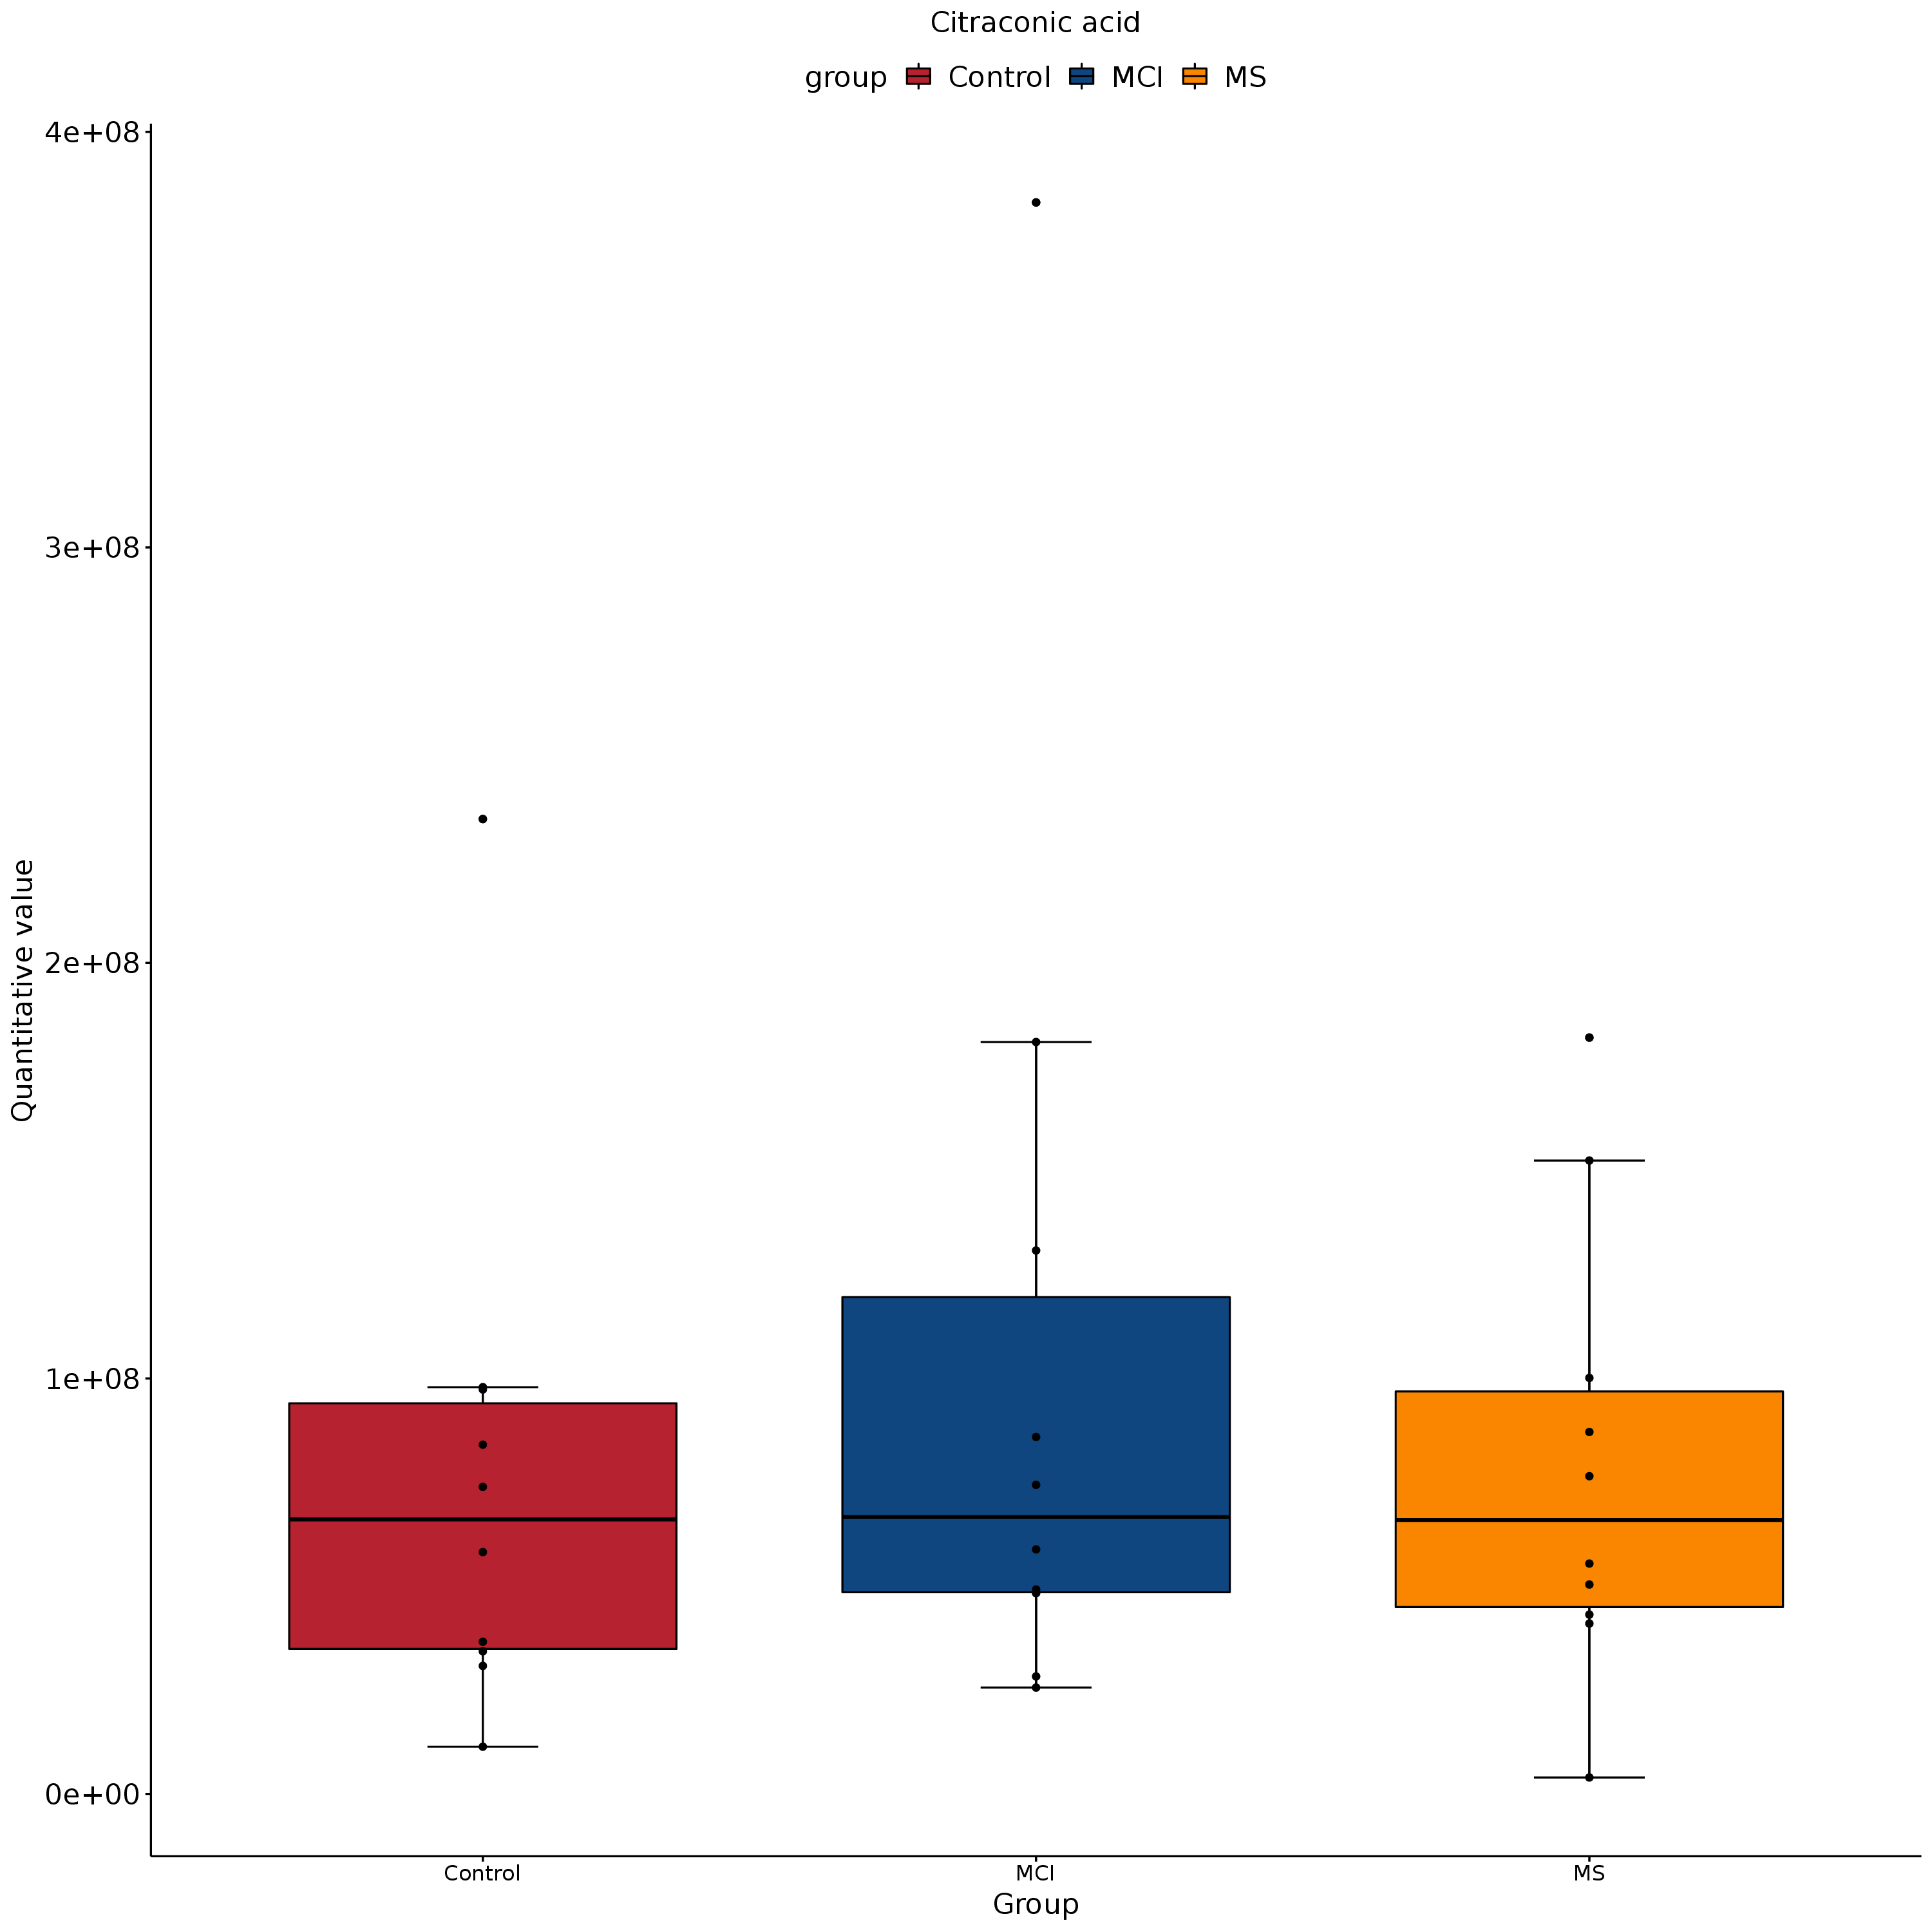 Citraconic acid
group Control MCI MS
4e+08
3e+08
2e+08
1e+08
0e+00
Quantitative value
Control MCI MS
Group